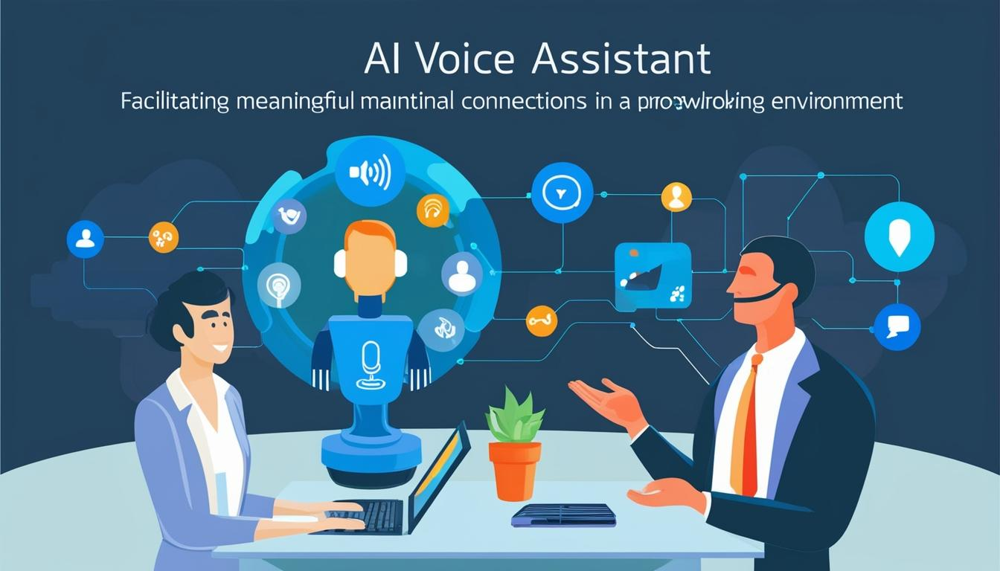 AI Voice Assistant
Facilitating meaningful maintinal connections in a environment